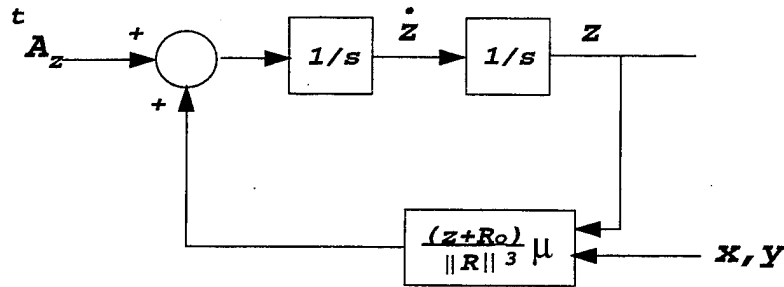 t
A_z
+
+
1/s
ż
1/s
z
(z+R₀)
‖R‖³
μ
x,y